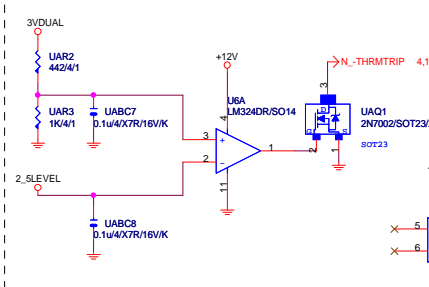 3VDUAL
UAR2
442/4/1
+12V
N_-THRMTRIP 4,1
UAR3
1K/4/1
UABC7
0.1u/4/X7R/16V/K
U6A
LM324DR/SO14
3
D
G
S
UAQ1
2N7002/SOT23/
SOT23
4
3
+
2
-
1
11
2
1
2_5LEVEL
UABC8
0.1u/4/X7R/16V/K
5
6